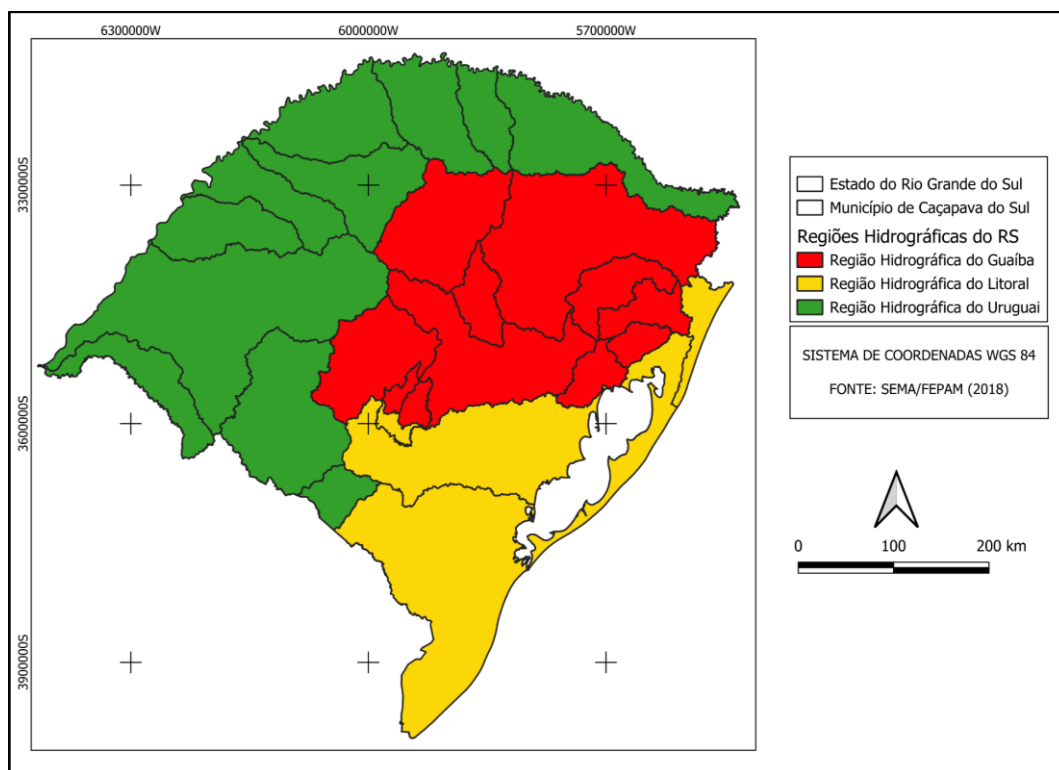 6300000W 6000000W 5700000W
3300000S
3600000S
3900000S
Estado do Rio Grande do Sul
Município de Caçapava do Sul
Regiões Hidrográficas do RS
Região Hidrográfica do Guaíba
Região Hidrográfica do Litoral
Região Hidrográfica do Uruguai
SISTEMA DE COORDENADAS WGS 84
FONTE: SEMA/FEPAM (2018)
0 100 200 km